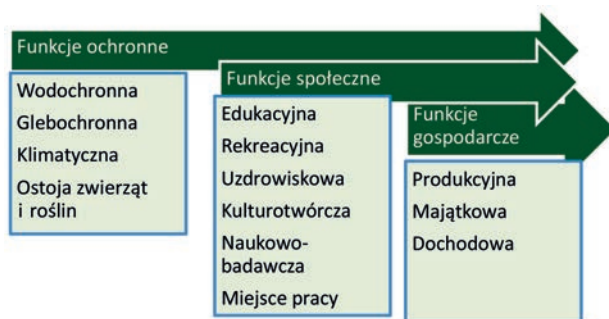 Funkcje ochronne
Wodochronna
Glebochronna
Klimatyczna
Ostoja zwierząt
i roślin
Funkcje społeczne
Edukacyjna
Rekreacyjna
Uzdrowiskowa
Kulturotwórcza
Naukowo-
badawcza
Miejsce pracy
Funkcje
gospodarcze
Produkcyjna
Majątkowa
Dochodowa